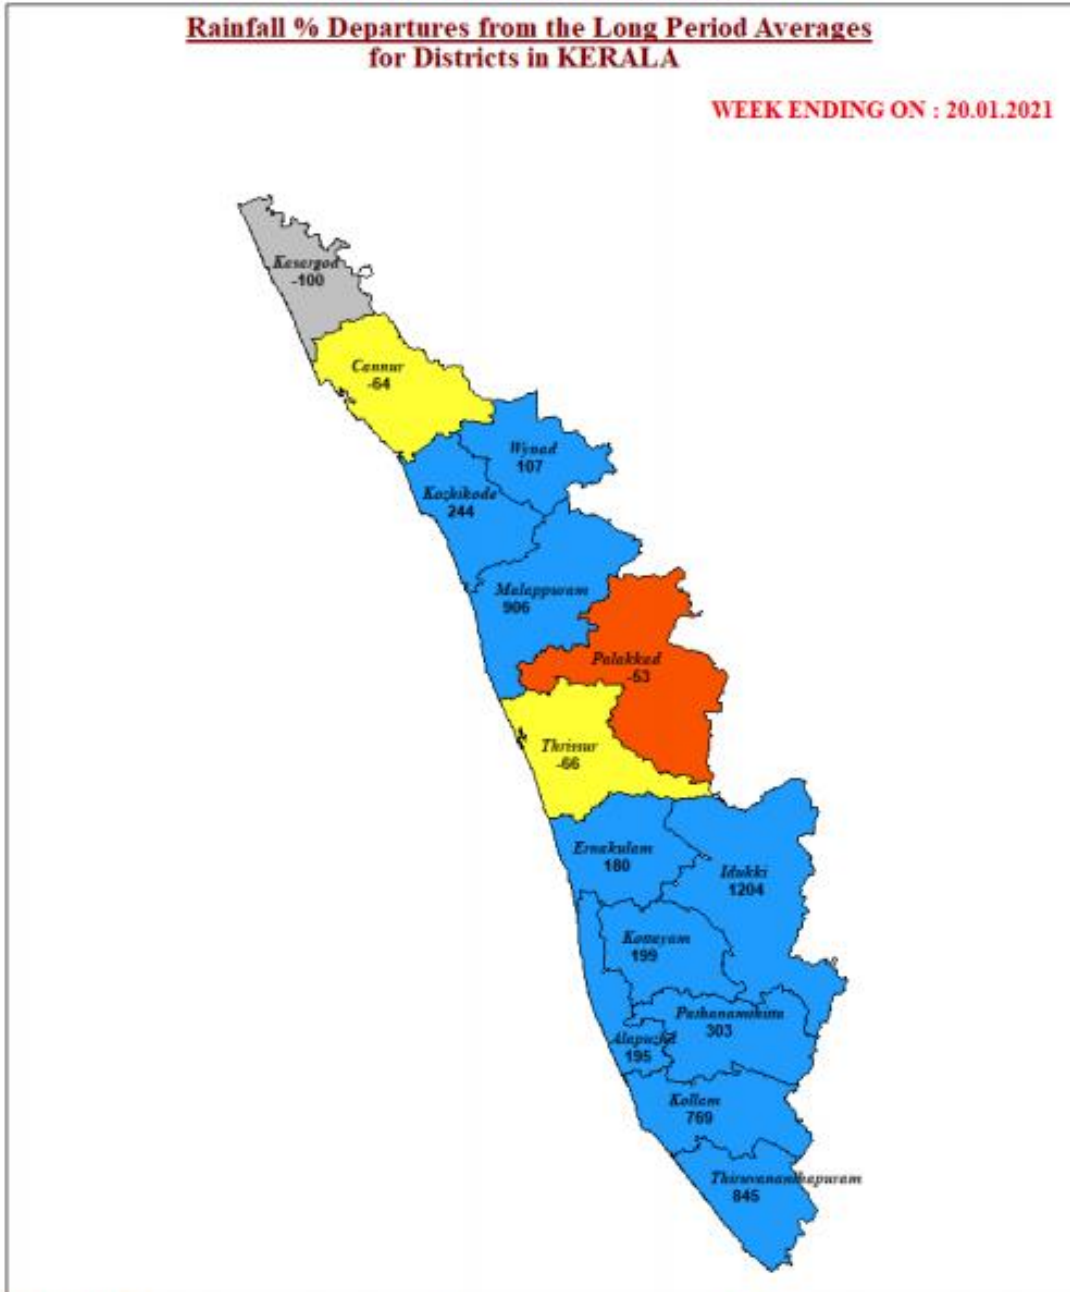 Rainfall % Departures from the Long Period Averages
for Districts in KERALA
WEEK ENDING ON : 20.01.2021
Kasargod
-100
Cannur
-64
Wynad
107
Kozhikode
244
Malappuram
906
Palakkad
-53
Thrissur
-66
Ernakulam
180
Idukki
1204
Kottayam
199
Pathanamthitta
303
Alapuzha
195
Kollam
769
Thiruvananthapuram
845